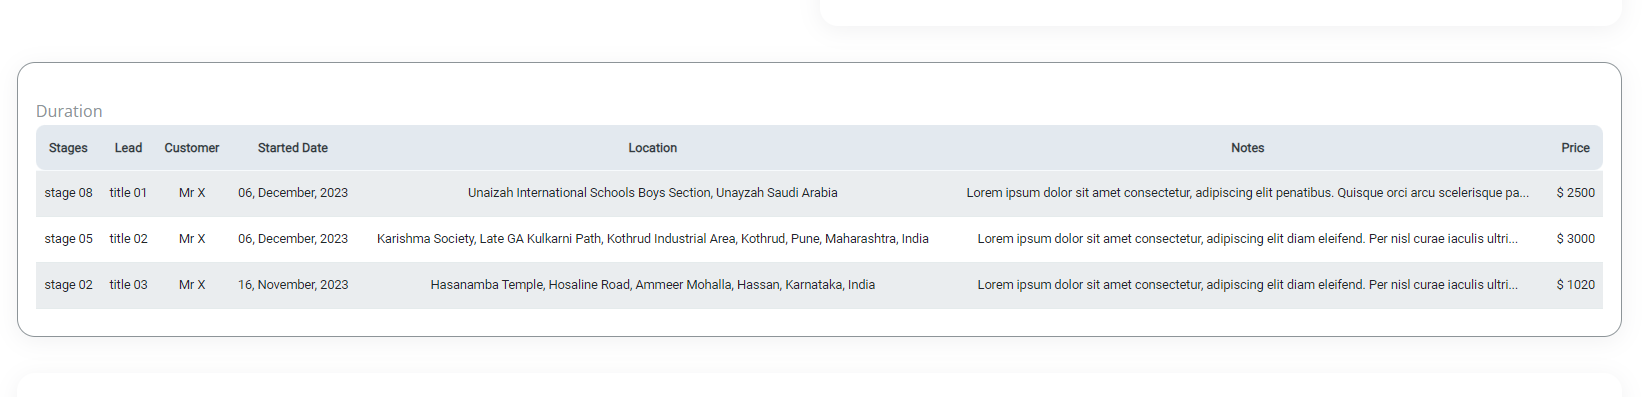 Duration
Stages Lead Customer Started Date Location Notes Price
stage 08 title 01 Mr X 06, December, 2023 Unaizah International Schools Boys Section, Unayzah Saudi Arabia Lorem ipsum dolor sit amet consectetur, adipiscing elit penatibus. Quisque orci arcu scelerisque pa... $ 2500
stage 05 title 02 Mr X 06, December, 2023 Karishma Society, Late GA Kulkarni Path, Kothrud Industrial Area, Kothrud, Pune, Maharashtra, India Lorem ipsum dolor sit amet consectetur, adipiscing elit diam eleifend. Per nisl curae iaculis ultri... $ 3000
stage 02 title 03 Mr X 16, November, 2023 Hasanamba Temple, Hosaline Road, Ammeer Mohalla, Hassan, Karnataka, India Lorem ipsum dolor sit amet consectetur, adipiscing elit diam eleifend. Per nisl curae iaculis ultri... $ 1020